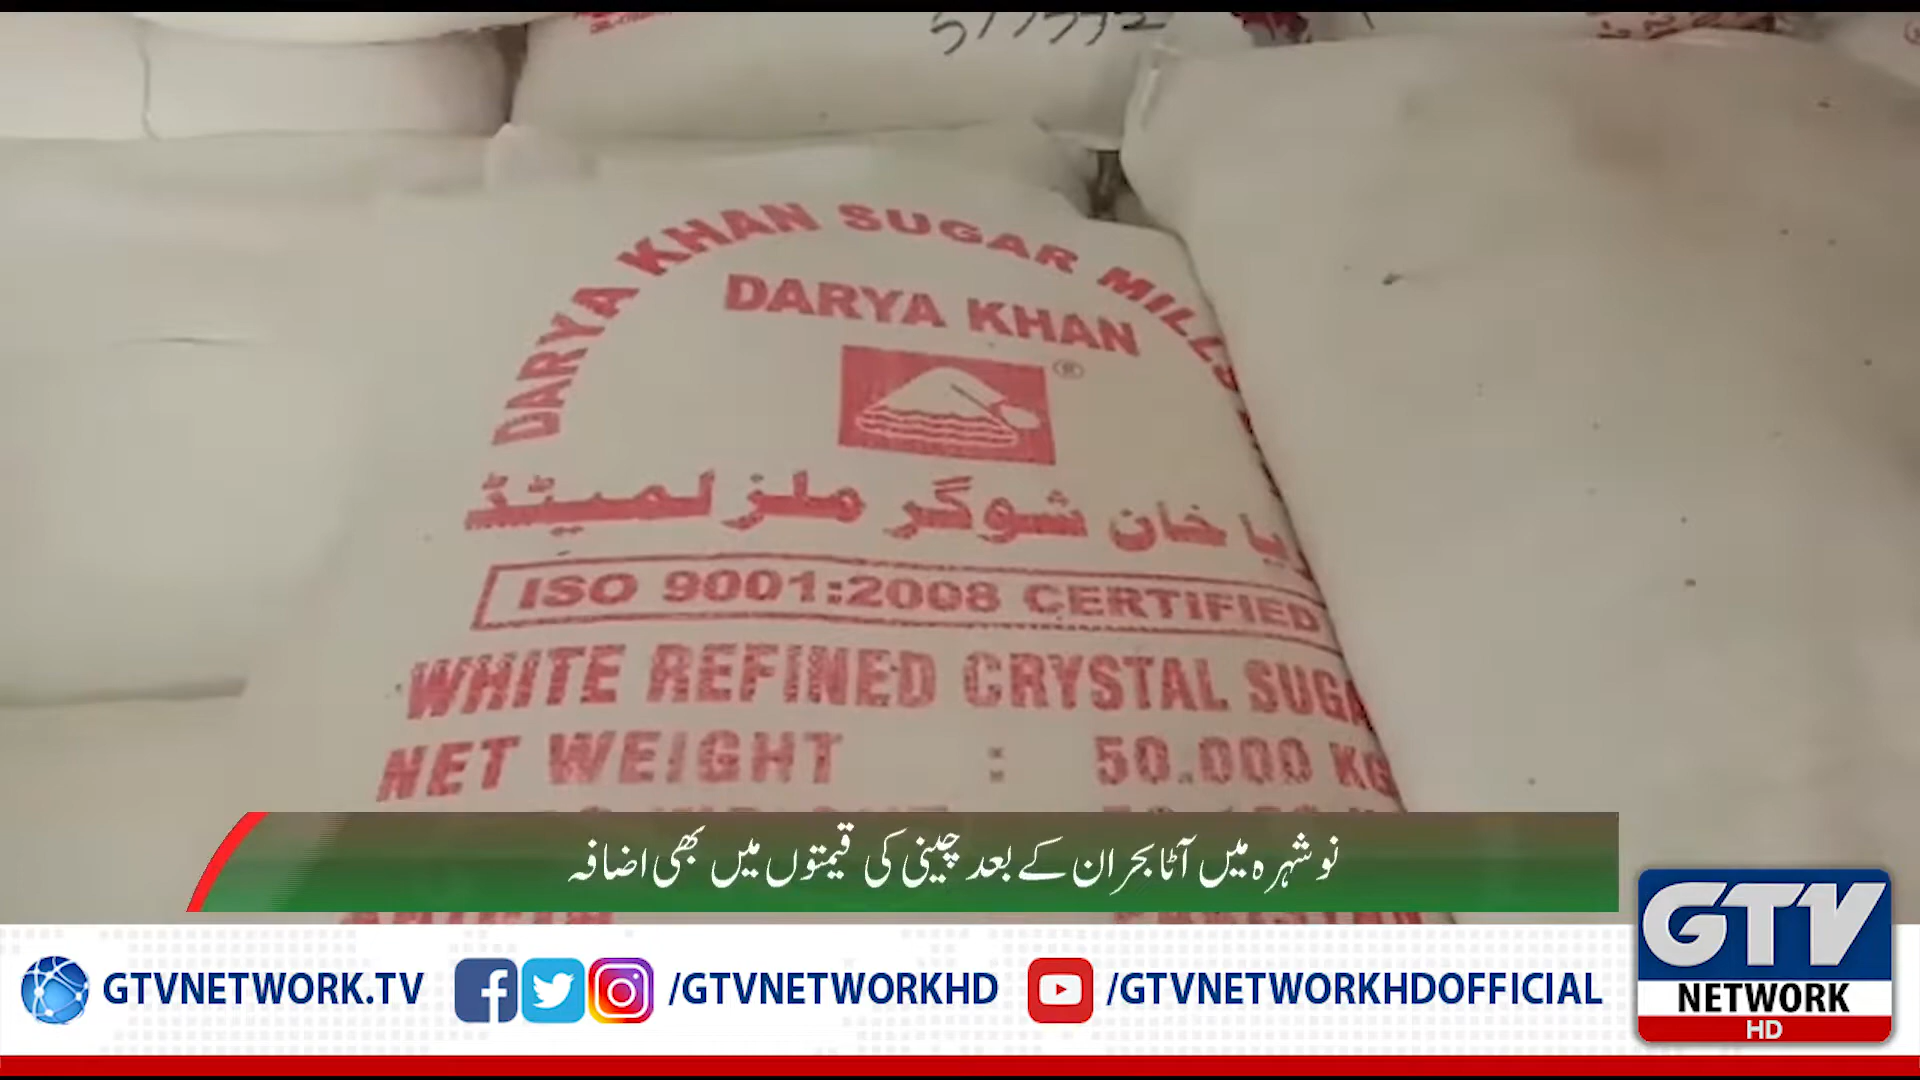 DARYA KHAN SUGAR MILLS
DARYA KHAN
®
یا خان شوگر ملز لمیٹڈ
ISO 9001:2008 CERTIFIED
WHITE REFINED CRYSTAL SUGA
NET WEIGHT : 50.000 KG
نوشہرہ میں آٹا بحران کے بعد چینی کی قیمتوں میں بھی اضافہ
GTVNETWORK.TV /GTVNETWORKHD /GTVNETWORKHDOFFICIAL
GTV
NETWORK
HD